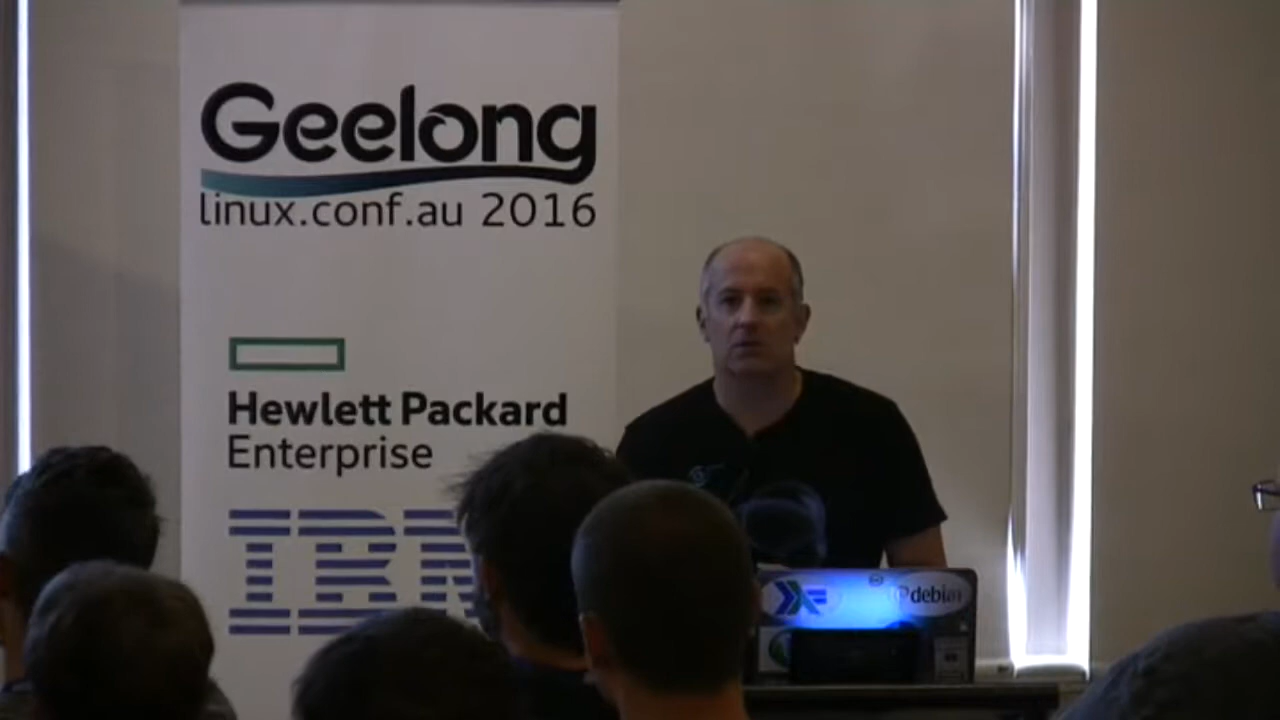 Geelong
linux.conf.au 2016
Hewlett Packard
Enterprise
IBM
debian